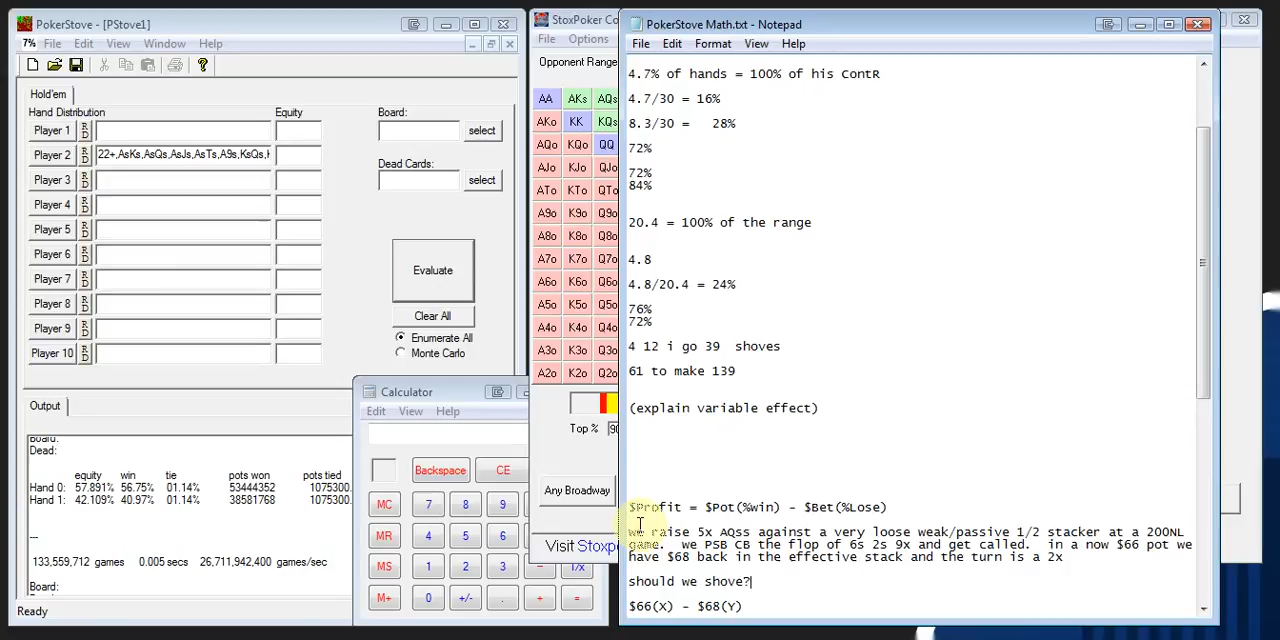 PokerStove - [PStove1]
7% File Edit View Window Help
Hold'em
Hand Distribution Equity Board:
Player 1 R D select
Player 2 R D 22+,AsKs,AsQs,AsJs,AsTs,A9s,KsQs,
Dead Cards:
Player 3 R D select
Player 4 R D
Player 5 R D
Player 6 R D
Player 7 R D
Player 8 R D
Player 9 R D
Player 10 R D
Evaluate
Clear All
Enumerate All
Monte Carlo
Output
Board:
Dead:
equity win tie pots won pots tied
Hand 0: 57.891% 56.75% 01.14% 53444352 1075300.
Hand 1: 42.109% 40.97% 01.14% 38581768 1075300.
---
133,559,712 games 0.005 secs 26,711,942,400 games/sec
Board:
Ready
Calculator
Edit View Help
Backspace CE
MC 7 8 9
MR 4 5 6
MS 1 2 3 - 1/x
M+ 0 +/- . + =
StoxPoker Co
File Options
Opponent Rang
AA AKs AQs
AKo KK KQs
AQo KQo QQ
AJo KJo QJo
ATo KTo QTo
A9o K9o Q9o
A8o K8o Q8o
A7o K7o Q7o
A6o K6o Q6o
A5o K5o Q5o
A4o K4o Q4o
A3o K3o Q3o
A2o K2o Q2o
Top % 90
Any Broadway
Visit Stoxpo
PokerStove Math.txt - Notepad
File Edit Format View Help
4.7% of hands = 100% of his ContR
4.7/30 = 16%
8.3/30 = 28%
72%
72%
84%
20.4 = 100% of the range
4.8
4.8/20.4 = 24%
76%
72%
4 12 i go 39 shoves
61 to make 139
(explain variable effect)
$Profit = $Pot(%win) - $Bet(%Lose)
we raise 5x AQss against a very loose weak/passive 1/2 stacker at a 200NL
game. we PSB CB the flop of 6s 2s 9x and get called. in a now $66 pot we
have $68 back in the effective stack and the turn is a 2x
should we shove?
$66(X) - $68(Y)